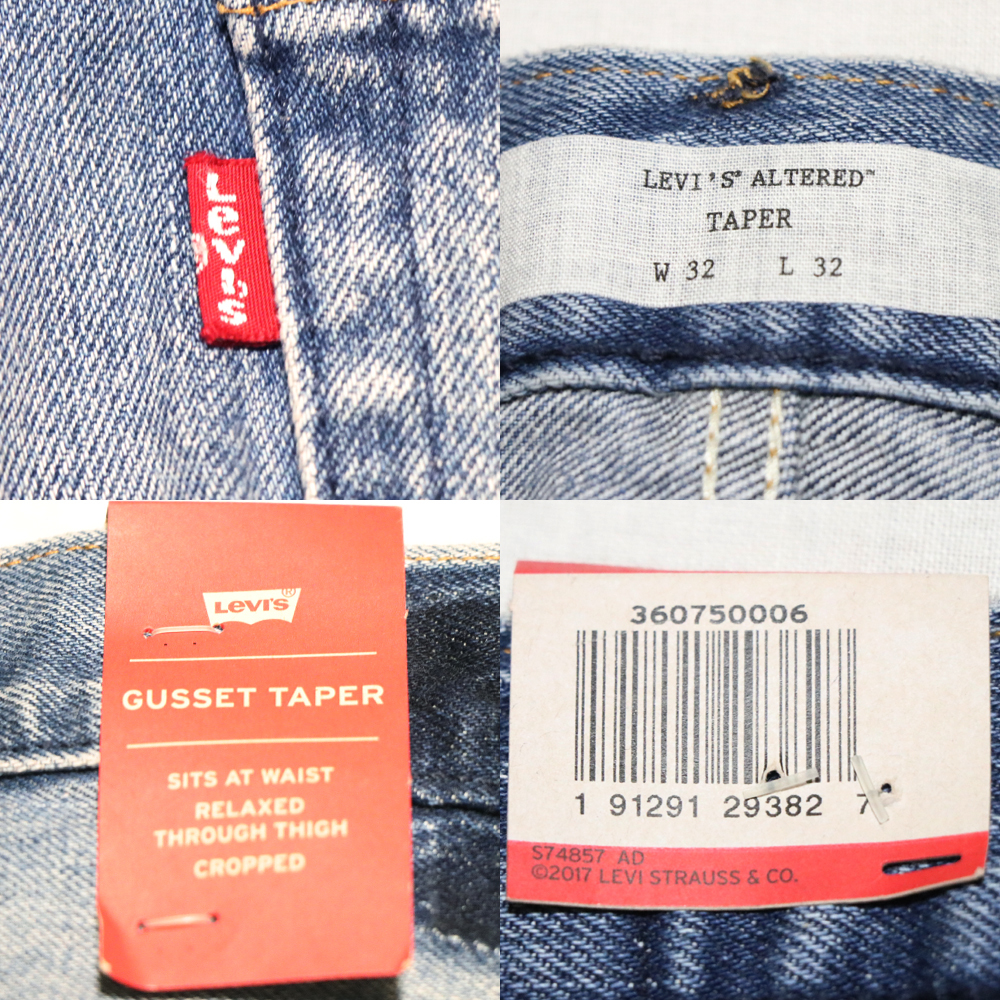 Levi's
LEVI'S® ALTERED™
TAPER
W 32 L 32
Levi's®
GUSSET TAPER
SITS AT WAIST
RELAXED
THROUGH THIGH
CROPPED
360750006
1 91291 29382 7
S74857 AD
©2017 LEVI STRAUSS & CO.